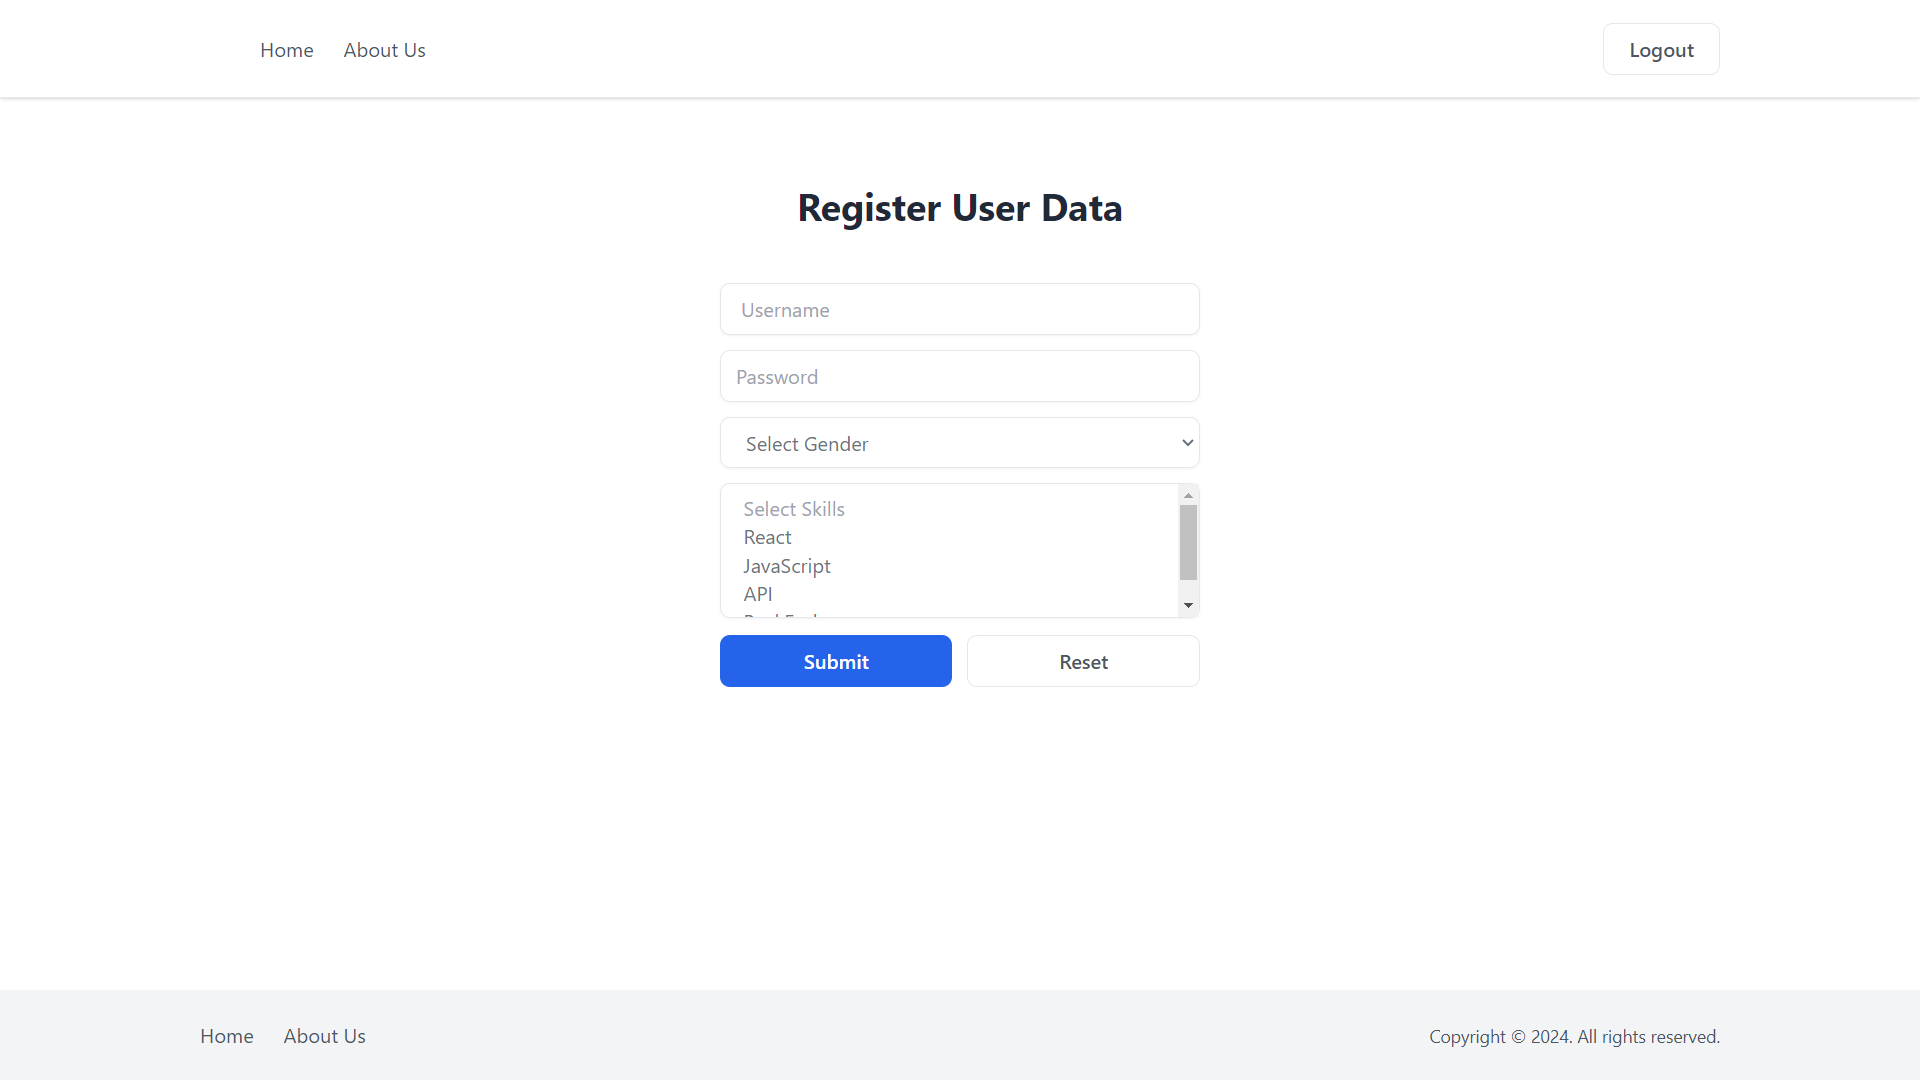 Home About Us Logout
Register User Data
Username
Password
Select Gender
Select Skills
React
JavaScript
API
Submit Reset
Home About Us Copyright © 2024. All rights reserved.